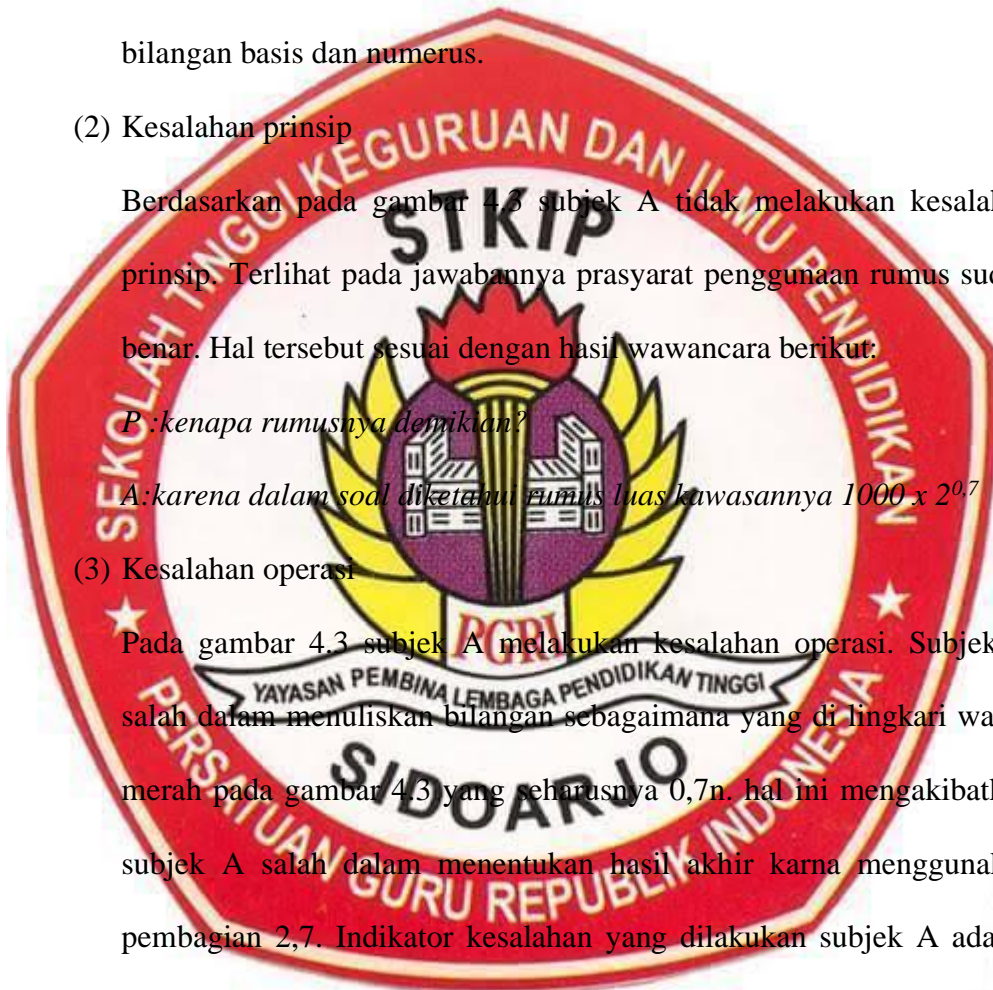 bilangan basis dan numerus.
(2) Kesalahan prinsip
Berdasarkan pada gambar 4.3 subjek A tidak melakukan kesalal
prinsip. Terlihat pada jawabannya prasyarat penggunaan rumus suc
benar. Hal tersebut sesuai dengan hasil wawancara berikut:
P :kenapa rumusnya demikian?
A:karena dalam soal diketahui rumus luas kawasannya 1000 x 2^0,7
(3) Kesalahan operasi
Pada gambar 4.3 subjek A melakukan kesalahan operasi. Subjek
salah dalam menuliskan bilangan sebagaimana yang di lingkari wa
merah pada gambar 4.3 yang seharusnya 0,7n. hal ini mengakibatl
subjek A salah dalam menentukan hasil akhir karna menggunal
pembagian 2,7. Indikator kesalahan yang dilakukan subjek A ada
SEKOLAH TINGGI KEGURUAN DAN ILMU PENDIDIKAN
STKIP
PGRI
YAYASAN PEMBINA LEMBAGA PENDIDIKAN TINGGI
SIDOARJO
PERSATUAN GURU REPUBLIK INDONESIA